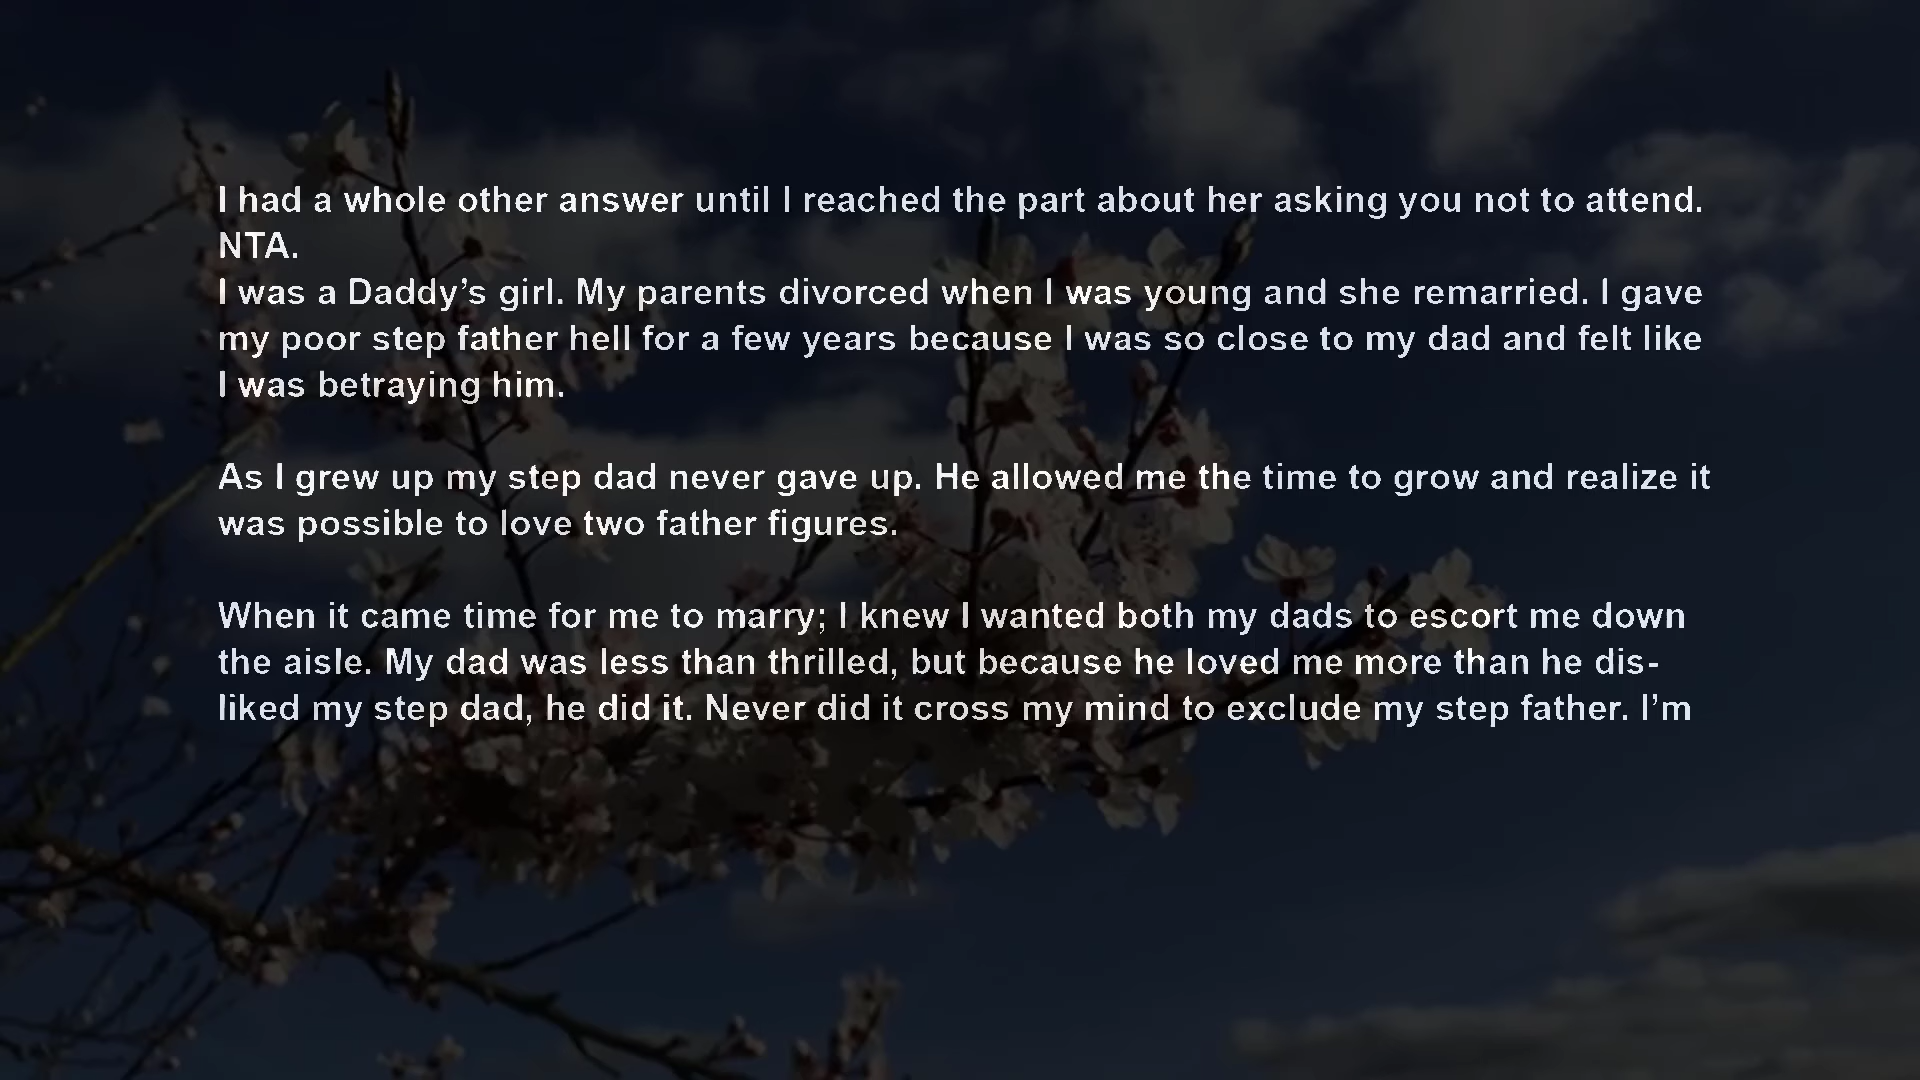 I had a whole other answer until I reached the part about her asking you not to attend.
NTA.
I was a Daddy’s girl. My parents divorced when I was young and she remarried. I gave
my poor step father hell for a few years because I was so close to my dad and felt like
I was betraying him.
As I grew up my step dad never gave up. He allowed me the time to grow and realize it
was possible to love two father figures.
When it came time for me to marry; I knew I wanted both my dads to escort me down
the aisle. My dad was less than thrilled, but because he loved me more than he dis-
liked my step dad, he did it. Never did it cross my mind to exclude my step father. I’m